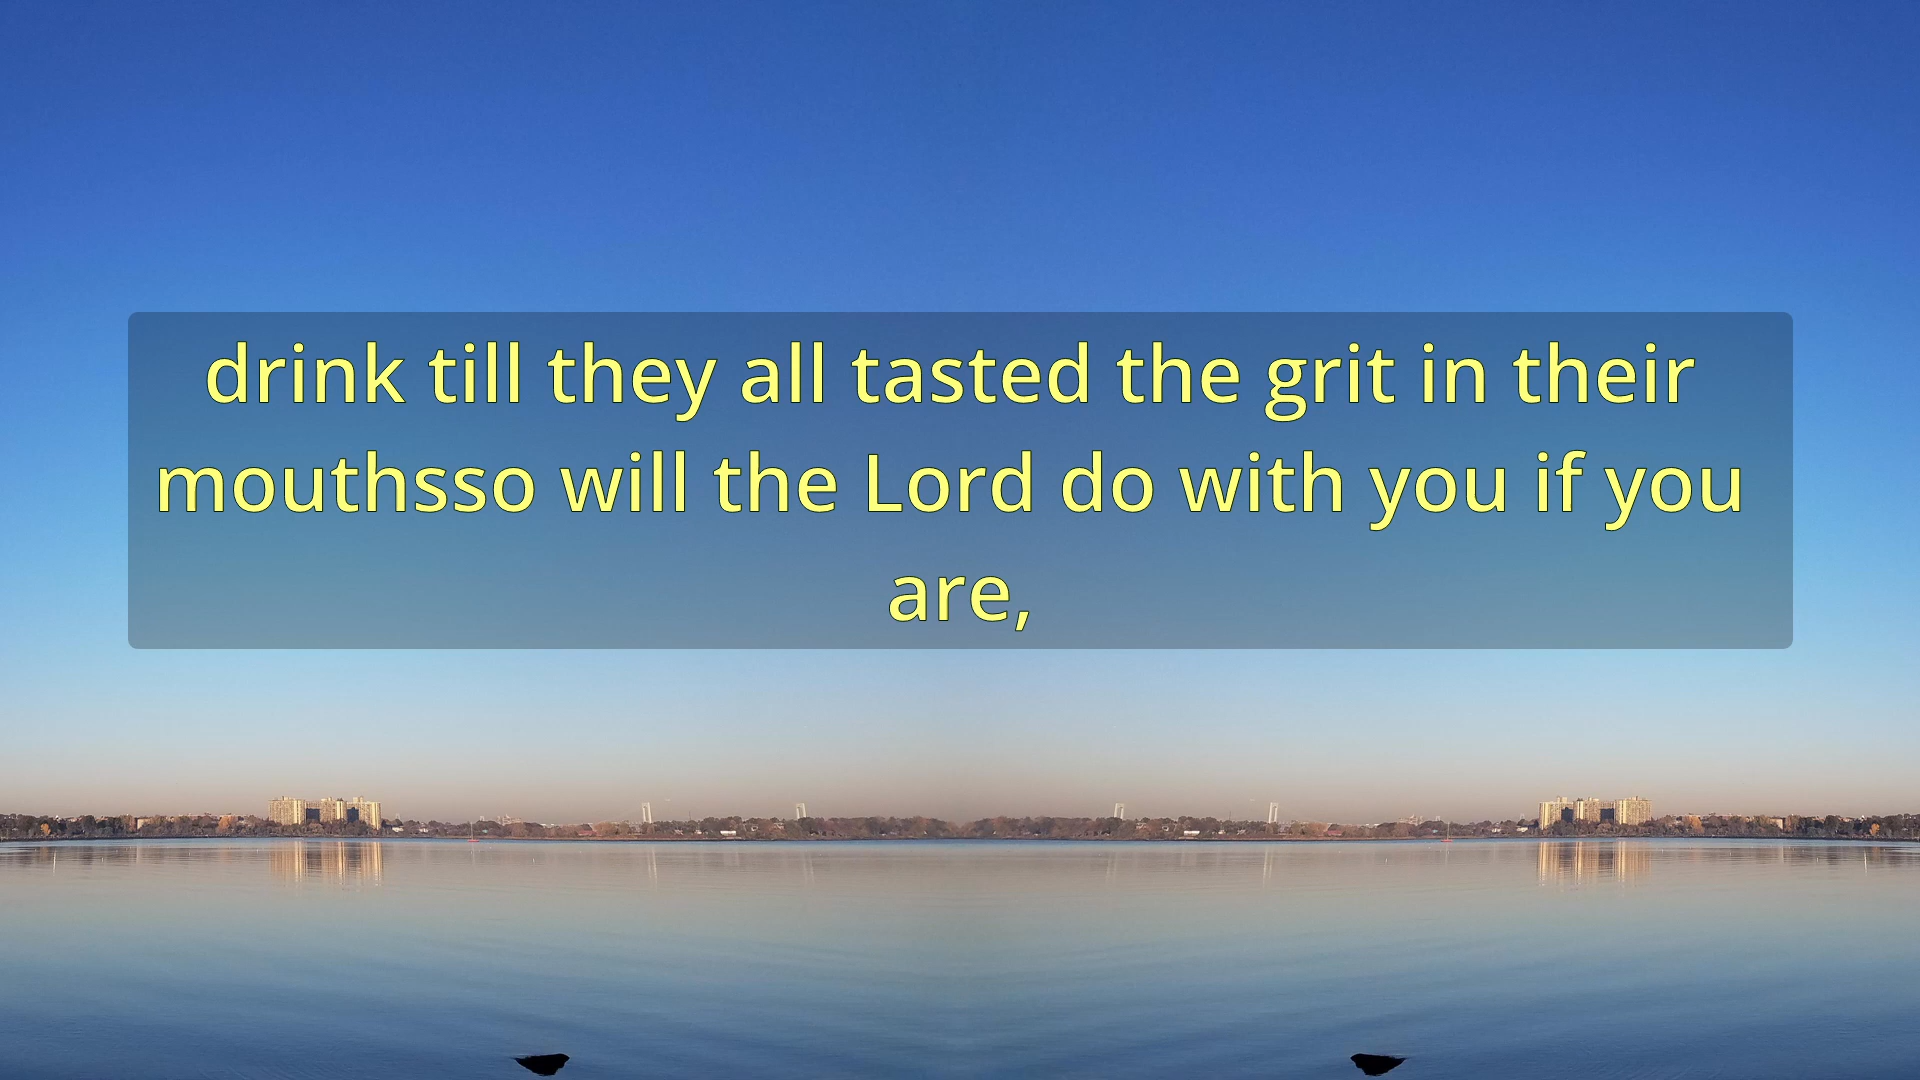 drink till they all tasted the grit in their
mouthsso will the Lord do with you if you
are,